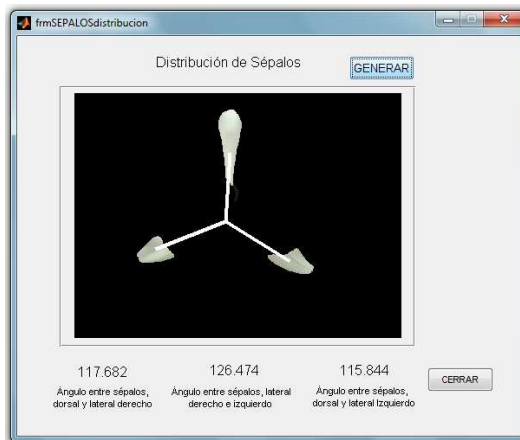 frmSEPALOSdistribucion
Distribución de Sépalos
GENERAR
117.682
Ángulo entre sépalos,
dorsal y lateral derecho
126.474
Ángulo entre sépalos, lateral
derecho e izquierdo
115.844
Ángulo entre sépalos,
dorsal y lateral Izquierdo
CERRAR